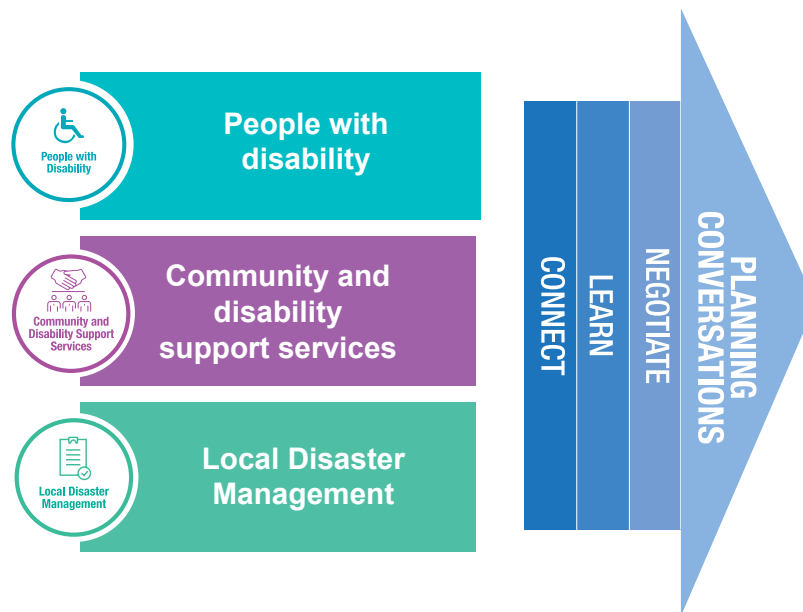 People with
Disability
People with
disability
Community and
Disability Support
Services
Community and
disability
support services
Local Disaster
Management
Local Disaster
Management
CONNECT
LEARN
NEGOTIATE
PLANNING
CONVERSATIONS